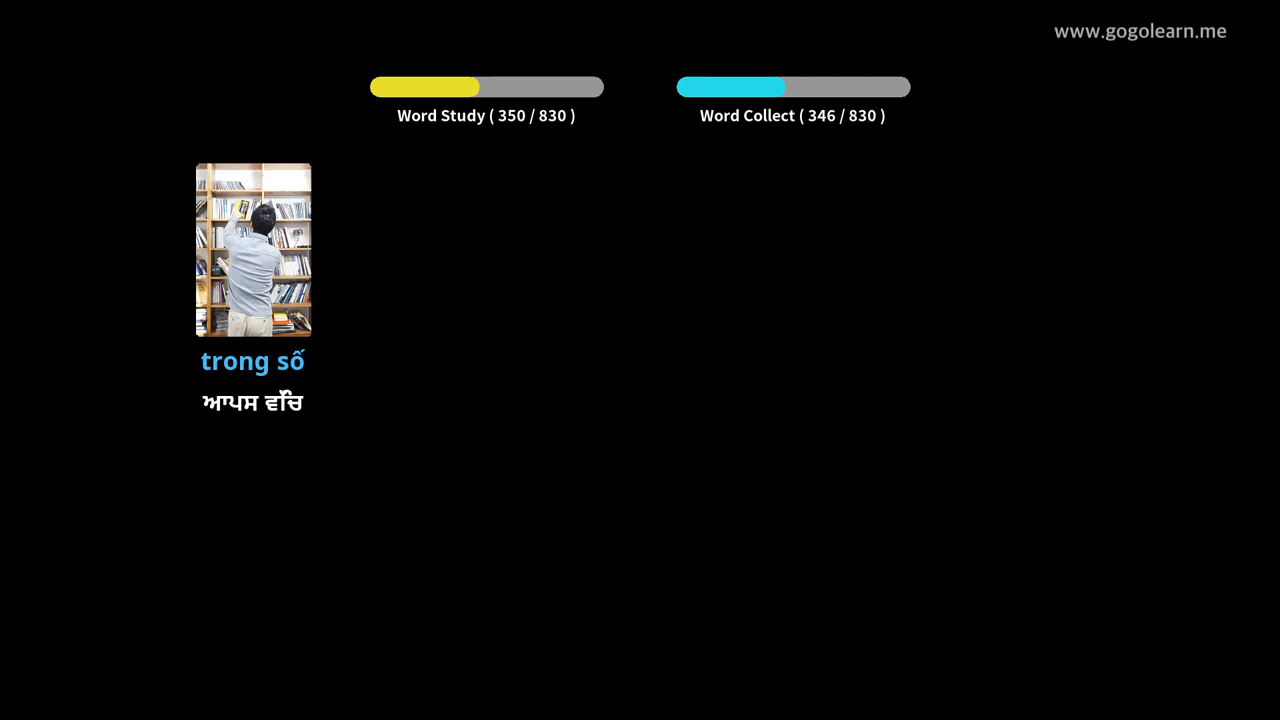 www.gogolearn.me
Word Study ( 350 / 830 )
Word Collect ( 346 / 830 )
trong số
ਆਪਸ ਵਿੱਚ